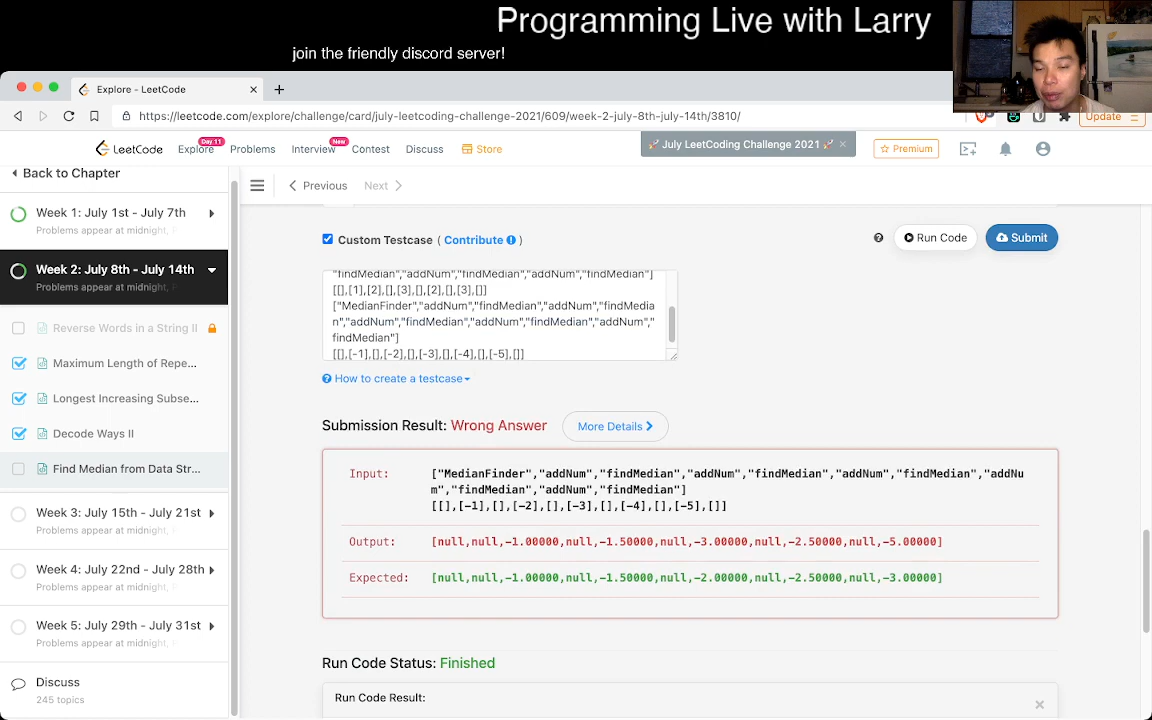 Programming Live with Larry
join the friendly discord server!
Explore - LeetCode
https://leetcode.com/explore/challenge/card/july-leetcoding-challenge-2021/609/week-2-july-8th-july-14th/3810/
Update
LeetCode
Explore
Day 11
Problems
Interview
New
Contest
Discuss
Store
July LeetCoding Challenge 2021
Premium
Back to Chapter
Previous
Next
Week 1: July 1st - July 7th
Problems appear at midnight,
Week 2: July 8th - July 14th
Problems appear at midnight,
Reverse Words in a String II
Maximum Length of Repe...
Longest Increasing Subse...
Decode Ways II
Find Median from Data Str...
Week 3: July 15th - July 21st
Problems appear at midnight,
Week 4: July 22nd - July 28th
Problems appear at midnight,
Week 5: July 29th - July 31st
Problems appear at midnight,
Discuss
245 topics
Custom Testcase ( Contribute )
Run Code
Submit
"findMedian","addNum","findMedian","addNum","findMedian"]
[[],[1],[2],[],[3],[],[2],[],[3],[]]
["MedianFinder","addNum","findMedian","addNum","findMedia
n","addNum","findMedian","addNum","findMedian","addNum","
findMedian"]
[[],[-1],[],[-2],[],[-3],[],[-4],[],[-5],[]]
How to create a testcase
Submission Result: Wrong Answer
More Details
Input:
["MedianFinder","addNum","findMedian","addNum","findMedian","addNum","findMedian","addNu
m","findMedian","addNum","findMedian"]
[[],[-1],[],[-2],[],[-3],[],[-4],[],[-5],[]]
Output:
[null,null,-1.00000,null,-1.50000,null,-3.00000,null,-2.50000,null,-5.00000]
Expected:
[null,null,-1.00000,null,-1.50000,null,-2.00000,null,-2.50000,null,-3.00000]
Run Code Status: Finished
Run Code Result: